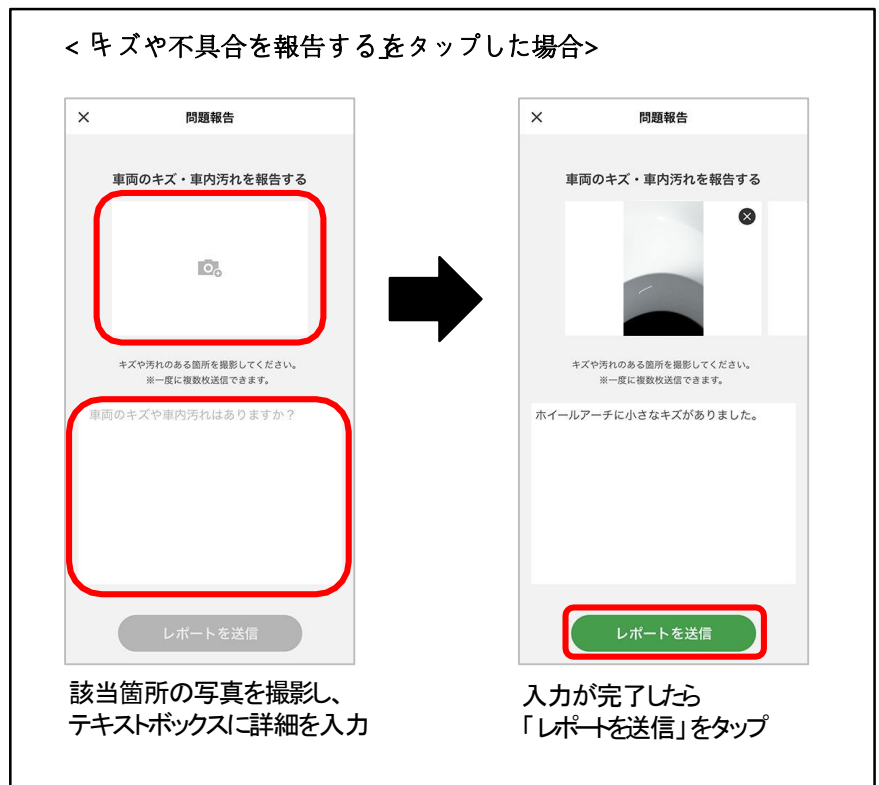 <「キズや不具合を報告する」をタップした場合>
× 問題報告
車両のキズ・車内汚れを報告する
キズや汚れのある箇所を撮影してください。
※一度に複数枚送信できます。
車両のキズや車内汚れはありますか？
レポートを送信
該当箇所の写真を撮影し、
テキストボックスに詳細を入力
× 問題報告
車両のキズ・車内汚れを報告する
キズや汚れのある箇所を撮影してください。
※一度に複数枚送信できます。
ホイールアーチに小さなキズがありました。
レポートを送信
入力が完了したら
「レポートを送信」をタップ